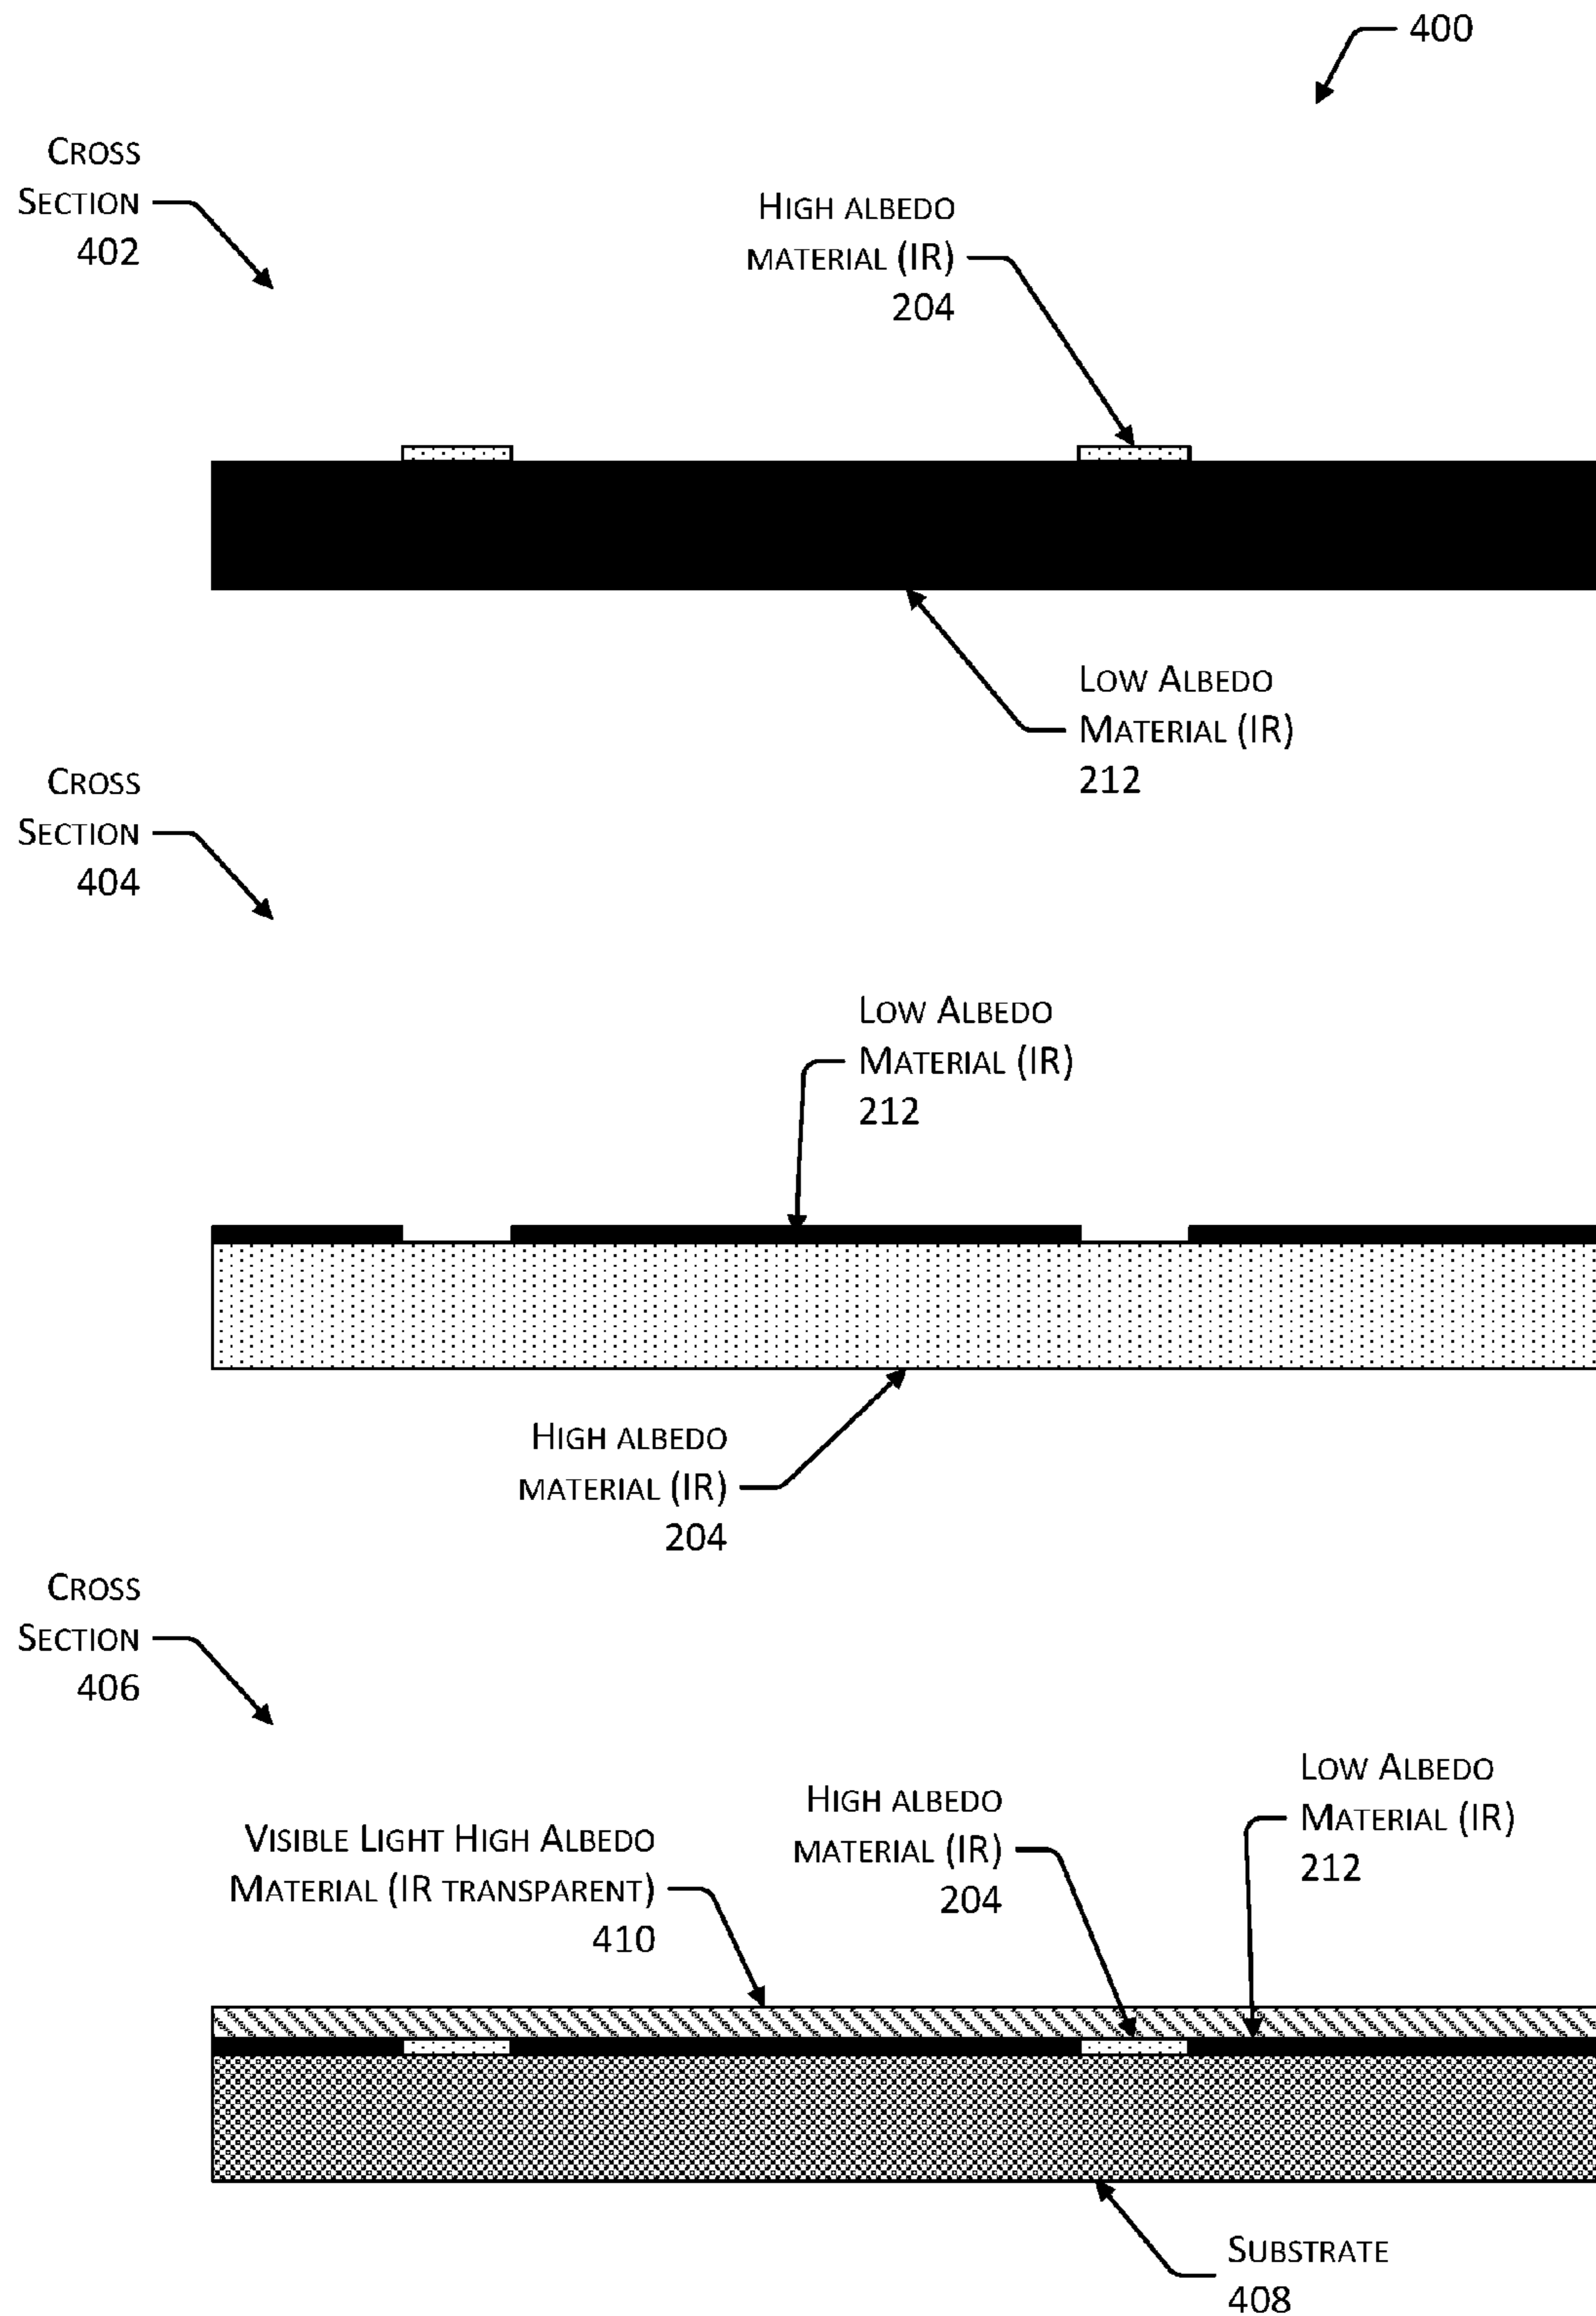 400
CROSS
SECTION
402
HIGH ALBEDO
MATERIAL (IR)
204
LOW ALBEDO
MATERIAL (IR)
212
CROSS
SECTION
404
LOW ALBEDO
MATERIAL (IR)
212
HIGH ALBEDO
MATERIAL (IR)
204
CROSS
SECTION
406
VISIBLE LIGHT HIGH ALBEDO
MATERIAL (IR TRANSPARENT)
410
HIGH ALBEDO
MATERIAL (IR)
204
LOW ALBEDO
MATERIAL (IR)
212
SUBSTRATE
408